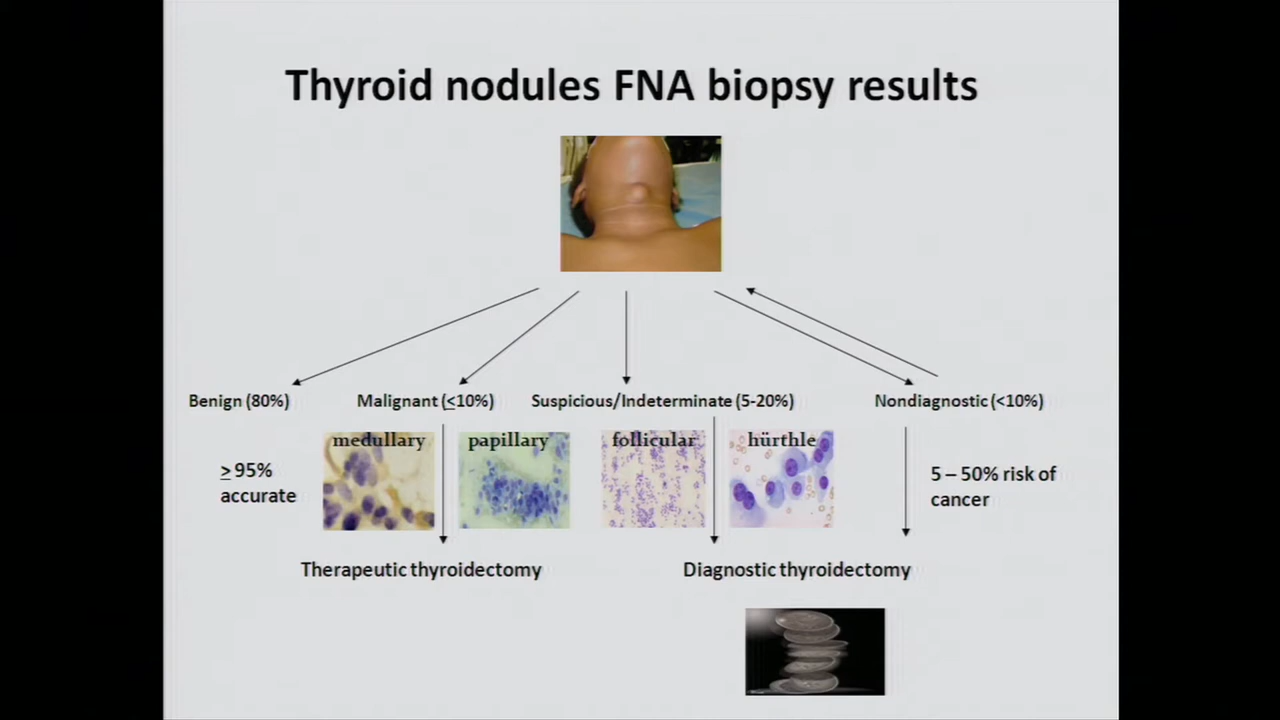 Thyroid nodules FNA biopsy results
Benign (80%)
Malignant (≤10%)
Suspicious/Indeterminate (5-20%)
Nondiagnostic (<10%)
medullary
papillary
follicular
hürthle
≥ 95%
accurate
5 – 50% risk of
cancer
Therapeutic thyroidectomy
Diagnostic thyroidectomy